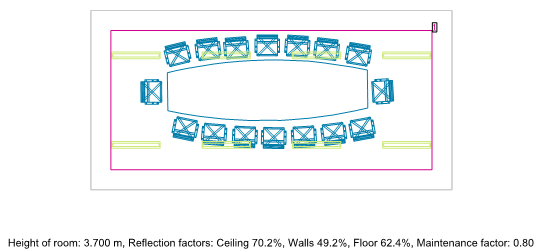 Height of room: 3.700 m, Reflection factors: Ceiling 70.2%, Walls 49.2%, Floor 62.4%, Maintenance factor: 0.80